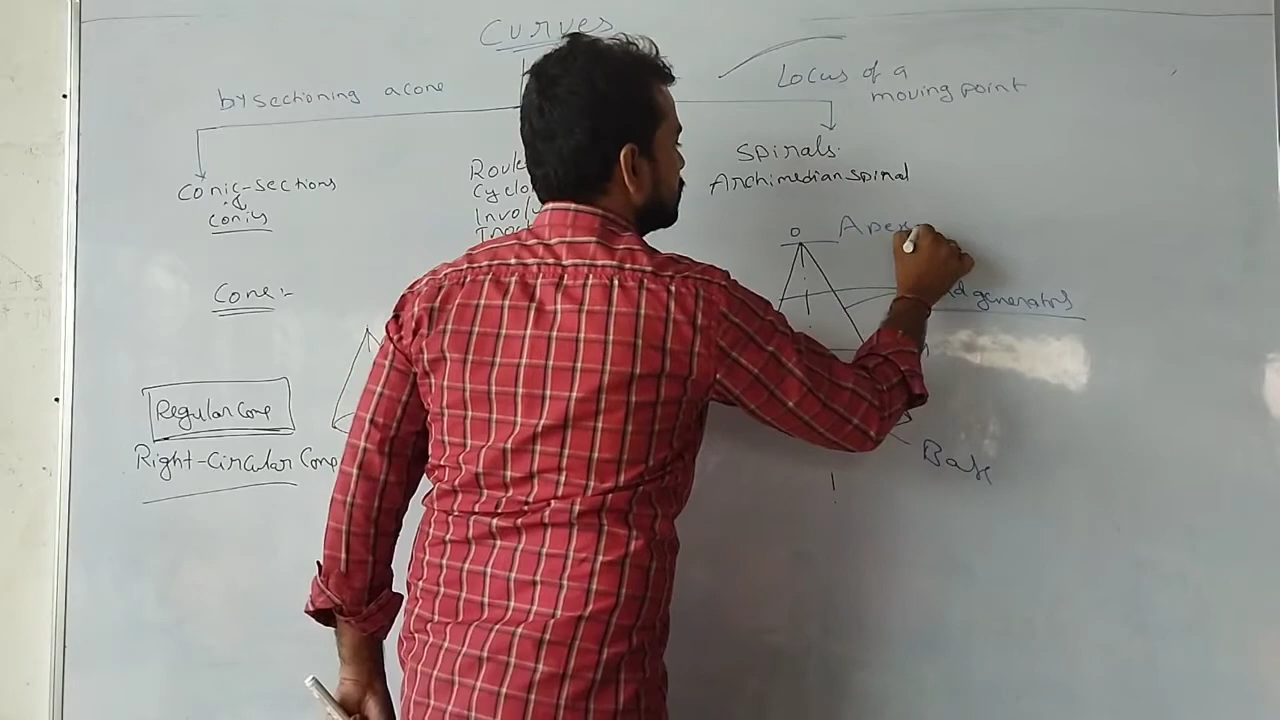 Curves
by sectioning a cone
Locus of a
moving point
Conic-sections
conis
Spirals
Archimedian spiral
Cone:-
O
Apex
generators
Regular Cone
Right-Circular Cone
Base